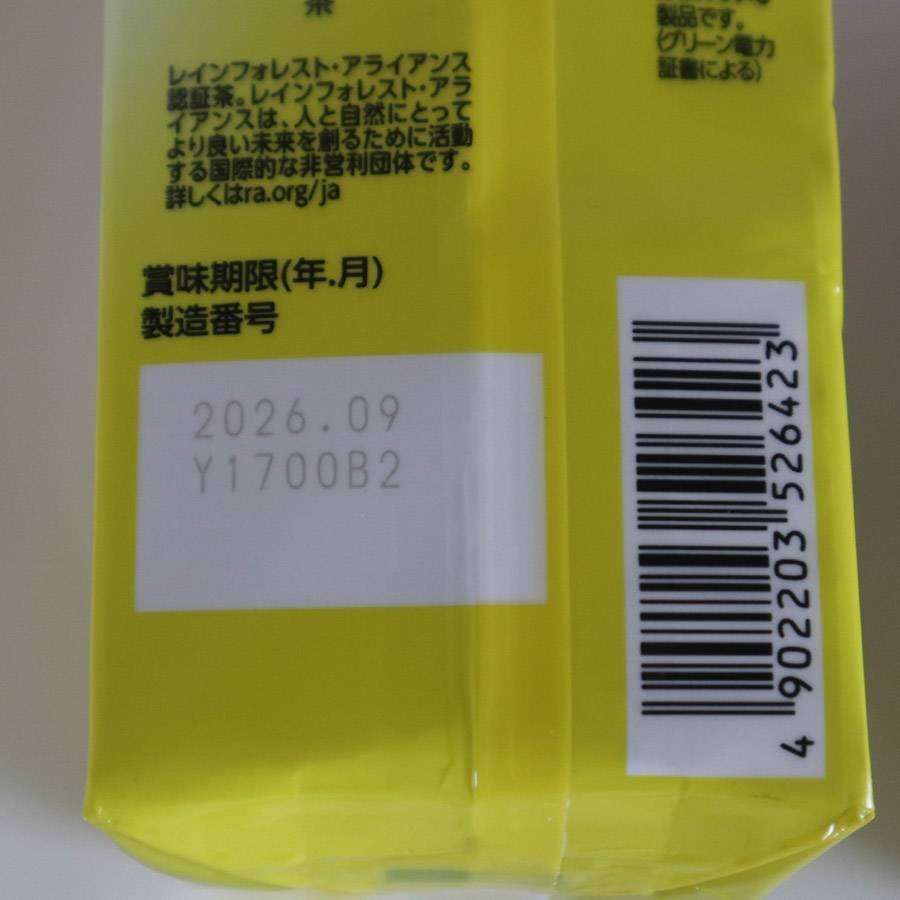 茶
レインフォレスト・アライアンス
認証茶。レインフォレスト・アラ
イアンスは、人と自然にとって
より良い未来を創るために活動
する国際的な非営利団体です。
詳しくはra.org/ja
賞味期限(年.月)
製造番号
2026.09
Y1700B2
製品です。
(グリーン電力
証書による)
4 902203 526423